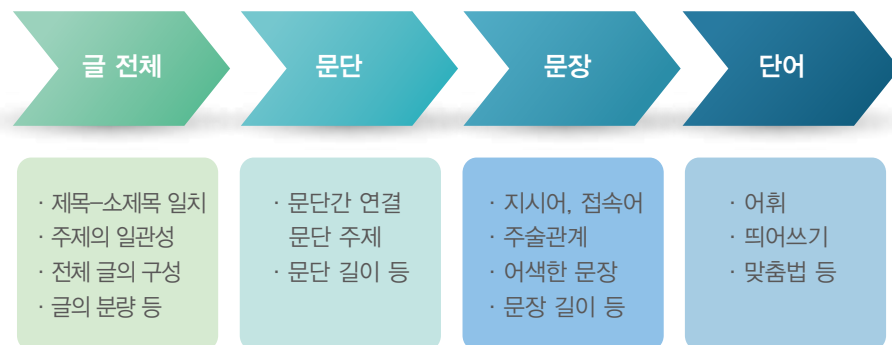 글 전체
문단
문장
단어
· 제목–소제목 일치
· 주제의 일관성
· 전체 글의 구성
· 글의 분량 등
· 문단간 연결
문단 주제
· 문단 길이 등
· 지시어, 접속어
· 주술관계
· 어색한 문장
· 문장 길이 등
· 어휘
· 띄어쓰기
· 맞춤법 등